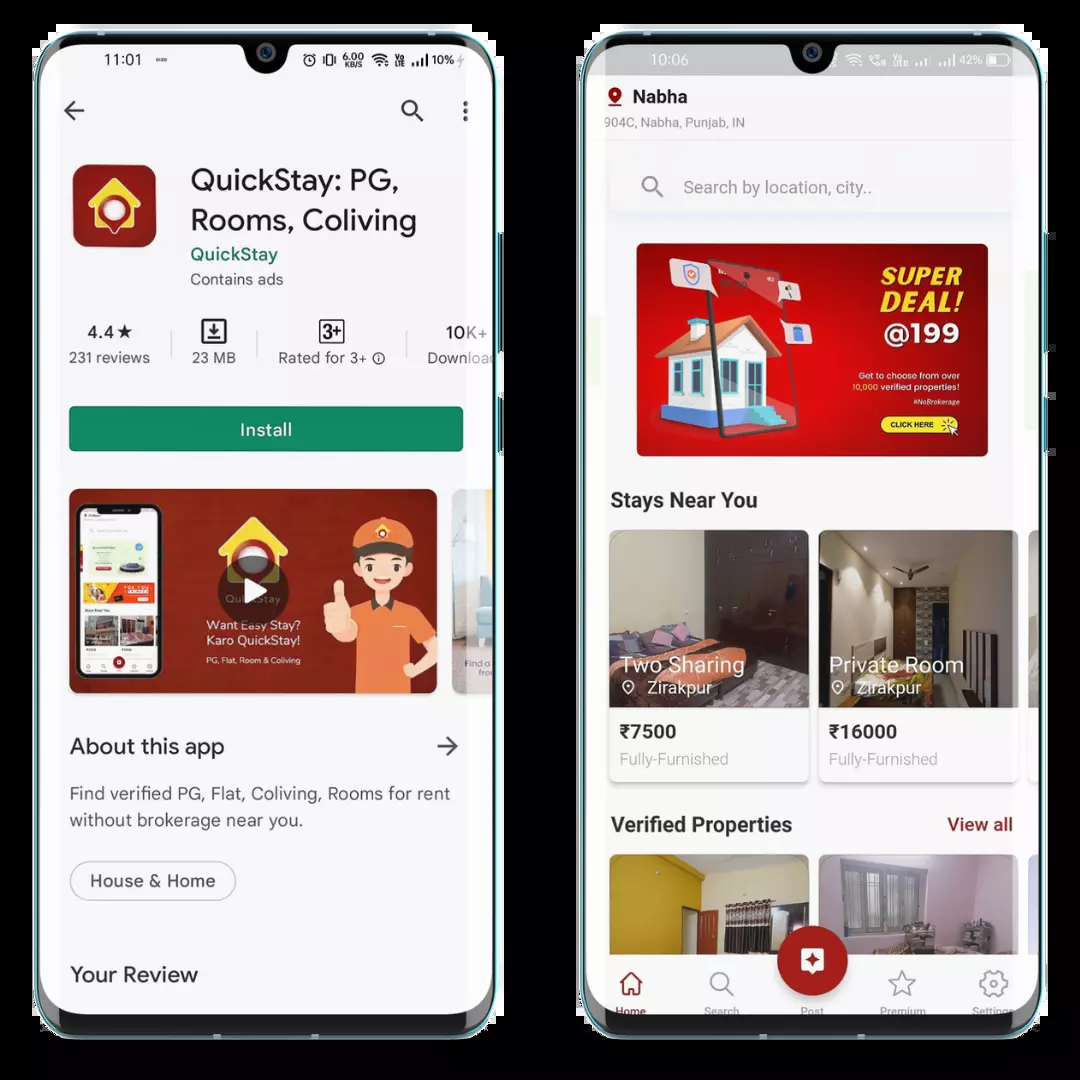 11:01
6.00
KB/S
Vo
LTE
10%
QuickStay: PG,
Rooms, Coliving
QuickStay
Contains ads
4.4★
231 reviews
23 MB
3+
Rated for 3+
10K+
Downloa
Install
QuickStay
Want Easy Stay?
Karo QuickStay!
PG, Flat, Room & Coliving
Find a
from
About this app
Find verified PG, Flat, Coliving, Rooms for rent
without brokerage near you.
House & Home
Your Review
10:06
42%
Nabha
904C, Nabha, Punjab, IN
Search by location, city..
SUPER
DEAL!
@199
Get to choose from over
10,000 verified properties!
#NoBrokerage
CLICK HERE
Stays Near You
Two Sharing
Zirakpur
₹7500
Fully-Furnished
Private Room
Zirakpur
₹16000
Fully-Furnished
Verified Properties
View all
Home
Search
Post
Premium
Settings